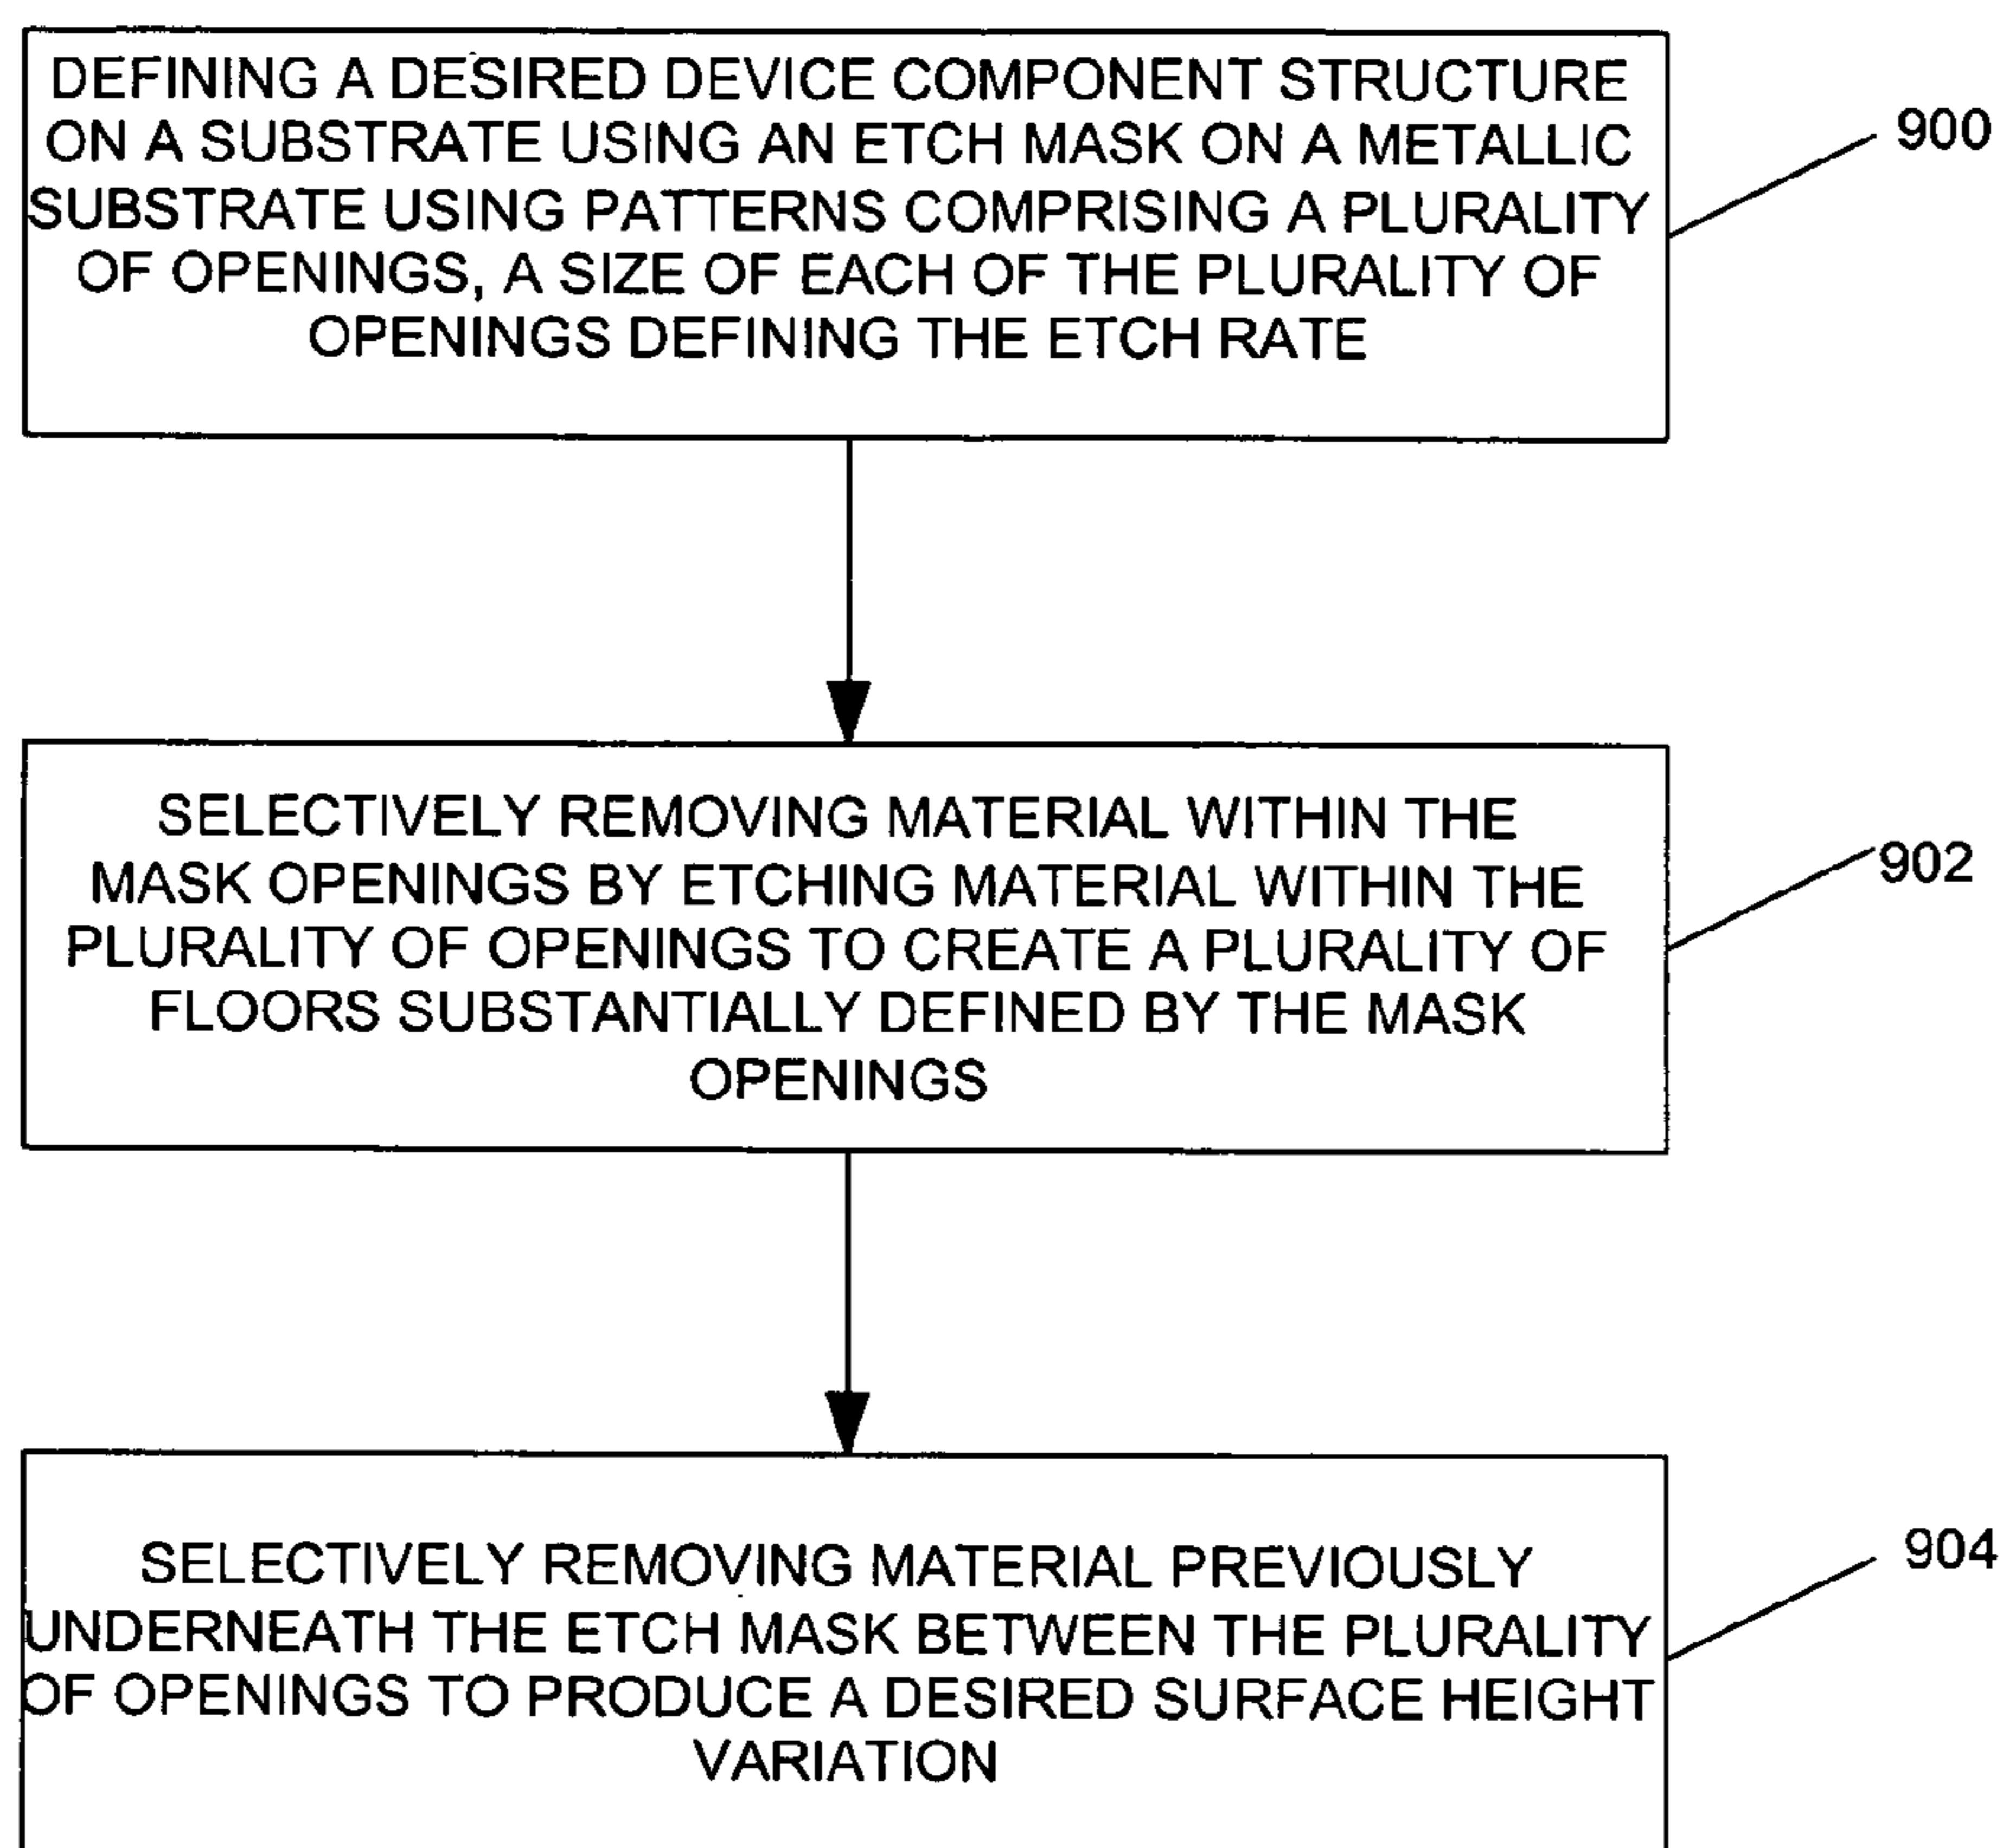 DEFINING A DESIRED DEVICE COMPONENT STRUCTURE
ON A SUBSTRATE USING AN ETCH MASK ON A METALLIC
SUBSTRATE USING PATTERNS COMPRISING A PLURALITY
OF OPENINGS, A SIZE OF EACH OF THE PLURALITY OF
OPENINGS DEFINING THE ETCH RATE
900
SELECTIVELY REMOVING MATERIAL WITHIN THE
MASK OPENINGS BY ETCHING MATERIAL WITHIN THE
PLURALITY OF OPENINGS TO CREATE A PLURALITY OF
FLOORS SUBSTANTIALLY DEFINED BY THE MASK
OPENINGS
902
SELECTIVELY REMOVING MATERIAL PREVIOUSLY
UNDERNEATH THE ETCH MASK BETWEEN THE PLURALITY
OF OPENINGS TO PRODUCE A DESIRED SURFACE HEIGHT
VARIATION
904